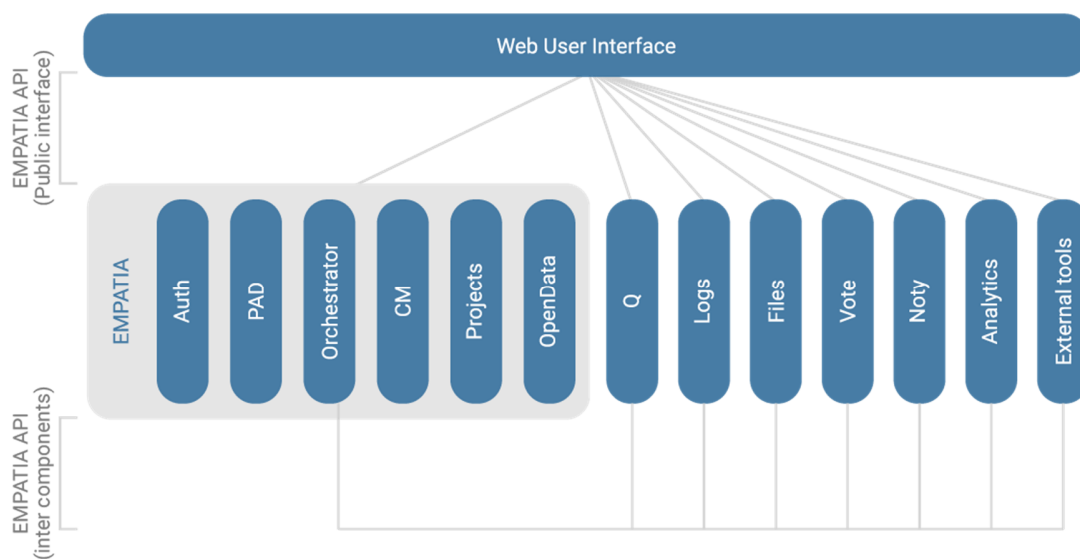 Web User Interface
EMPATIA API
(Public interface)
EMPATIA
Auth
PAD
Orchestrator
CM
Projects
OpenData
Q
Logs
Files
Vote
Noty
Analytics
External tools
EMPATIA API
(inter components)